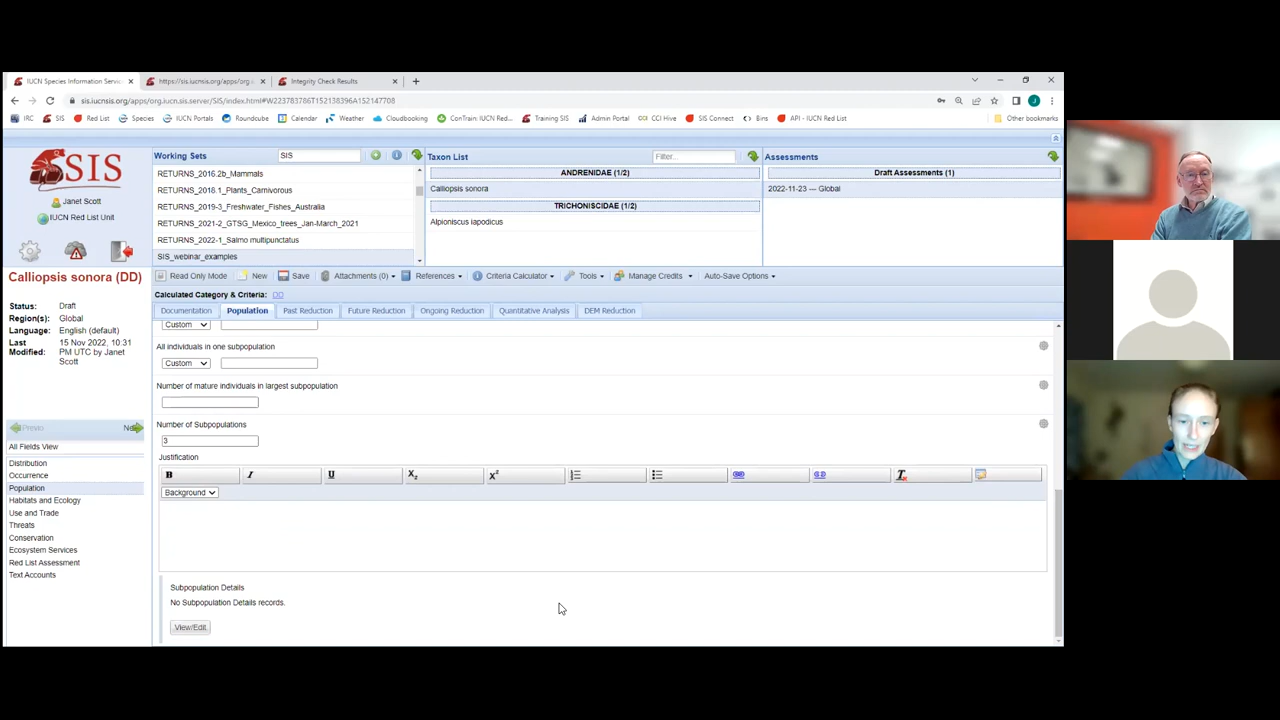 IUCN Species Information Servic
https://sis.iucnsis.org/apps/org.
Integrity Check Results
sis.iucnsis.org/apps/org.iucn.sis.server/SIS/index.html#W223783786T152138396A152147708
IRC
SIS
Red List
Species
IUCN Portals
Roundcube
Calendar
Weather
Cloudbooking
ConTrain: IUCN Red...
Training SIS
Admin Portal
CCI Hive
SIS Connect
Bins
API - IUCN Red List
Other bookmarks
SIS
Janet Scott
IUCN Red List Unit
Working Sets
SIS
RETURNS_2016.2b_Mammals
RETURNS_2018.1_Plants_Carnivorous
RETURNS_2019-3_Freshwater_Fishes_Australia
RETURNS_2021-2_GTSG_Mexico_trees_Jan-March_2021
RETURNS_2022-1_Salmo multipunctatus
SIS_webinar_examples
Taxon List
Filter...
ANDRENIDAE (1/2)
Calliopsis sonora
TRICHONISCIDAE (1/2)
Alpioniscus iapodicus
Assessments
Draft Assessments (1)
2022-11-23 — Global
Calliopsis sonora (DD)
Status: Draft
Region(s): Global
Language: English (default)
Last Modified: 15 Nov 2022, 10:31
PM UTC by Janet
Scott
Previo
Ne
All Fields View
Distribution
Occurrence
Population
Habitats and Ecology
Use and Trade
Threats
Conservation
Ecosystem Services
Red List Assessment
Text Accounts
Read Only Mode
New
Save
Attachments (0)
References
Criteria Calculator
Tools
Manage Credits
Auto-Save Options
Calculated Category & Criteria: DD
Documentation
Population
Past Reduction
Future Reduction
Ongoing Reduction
Quantitative Analysis
DEM Reduction
Custom
All individuals in one subpopulation
Custom
Number of mature individuals in largest subpopulation
Number of Subpopulations
3
Justification
B
I
U
X2
X2
Background
Subpopulation Details
No Subpopulation Details records.
View/Edit